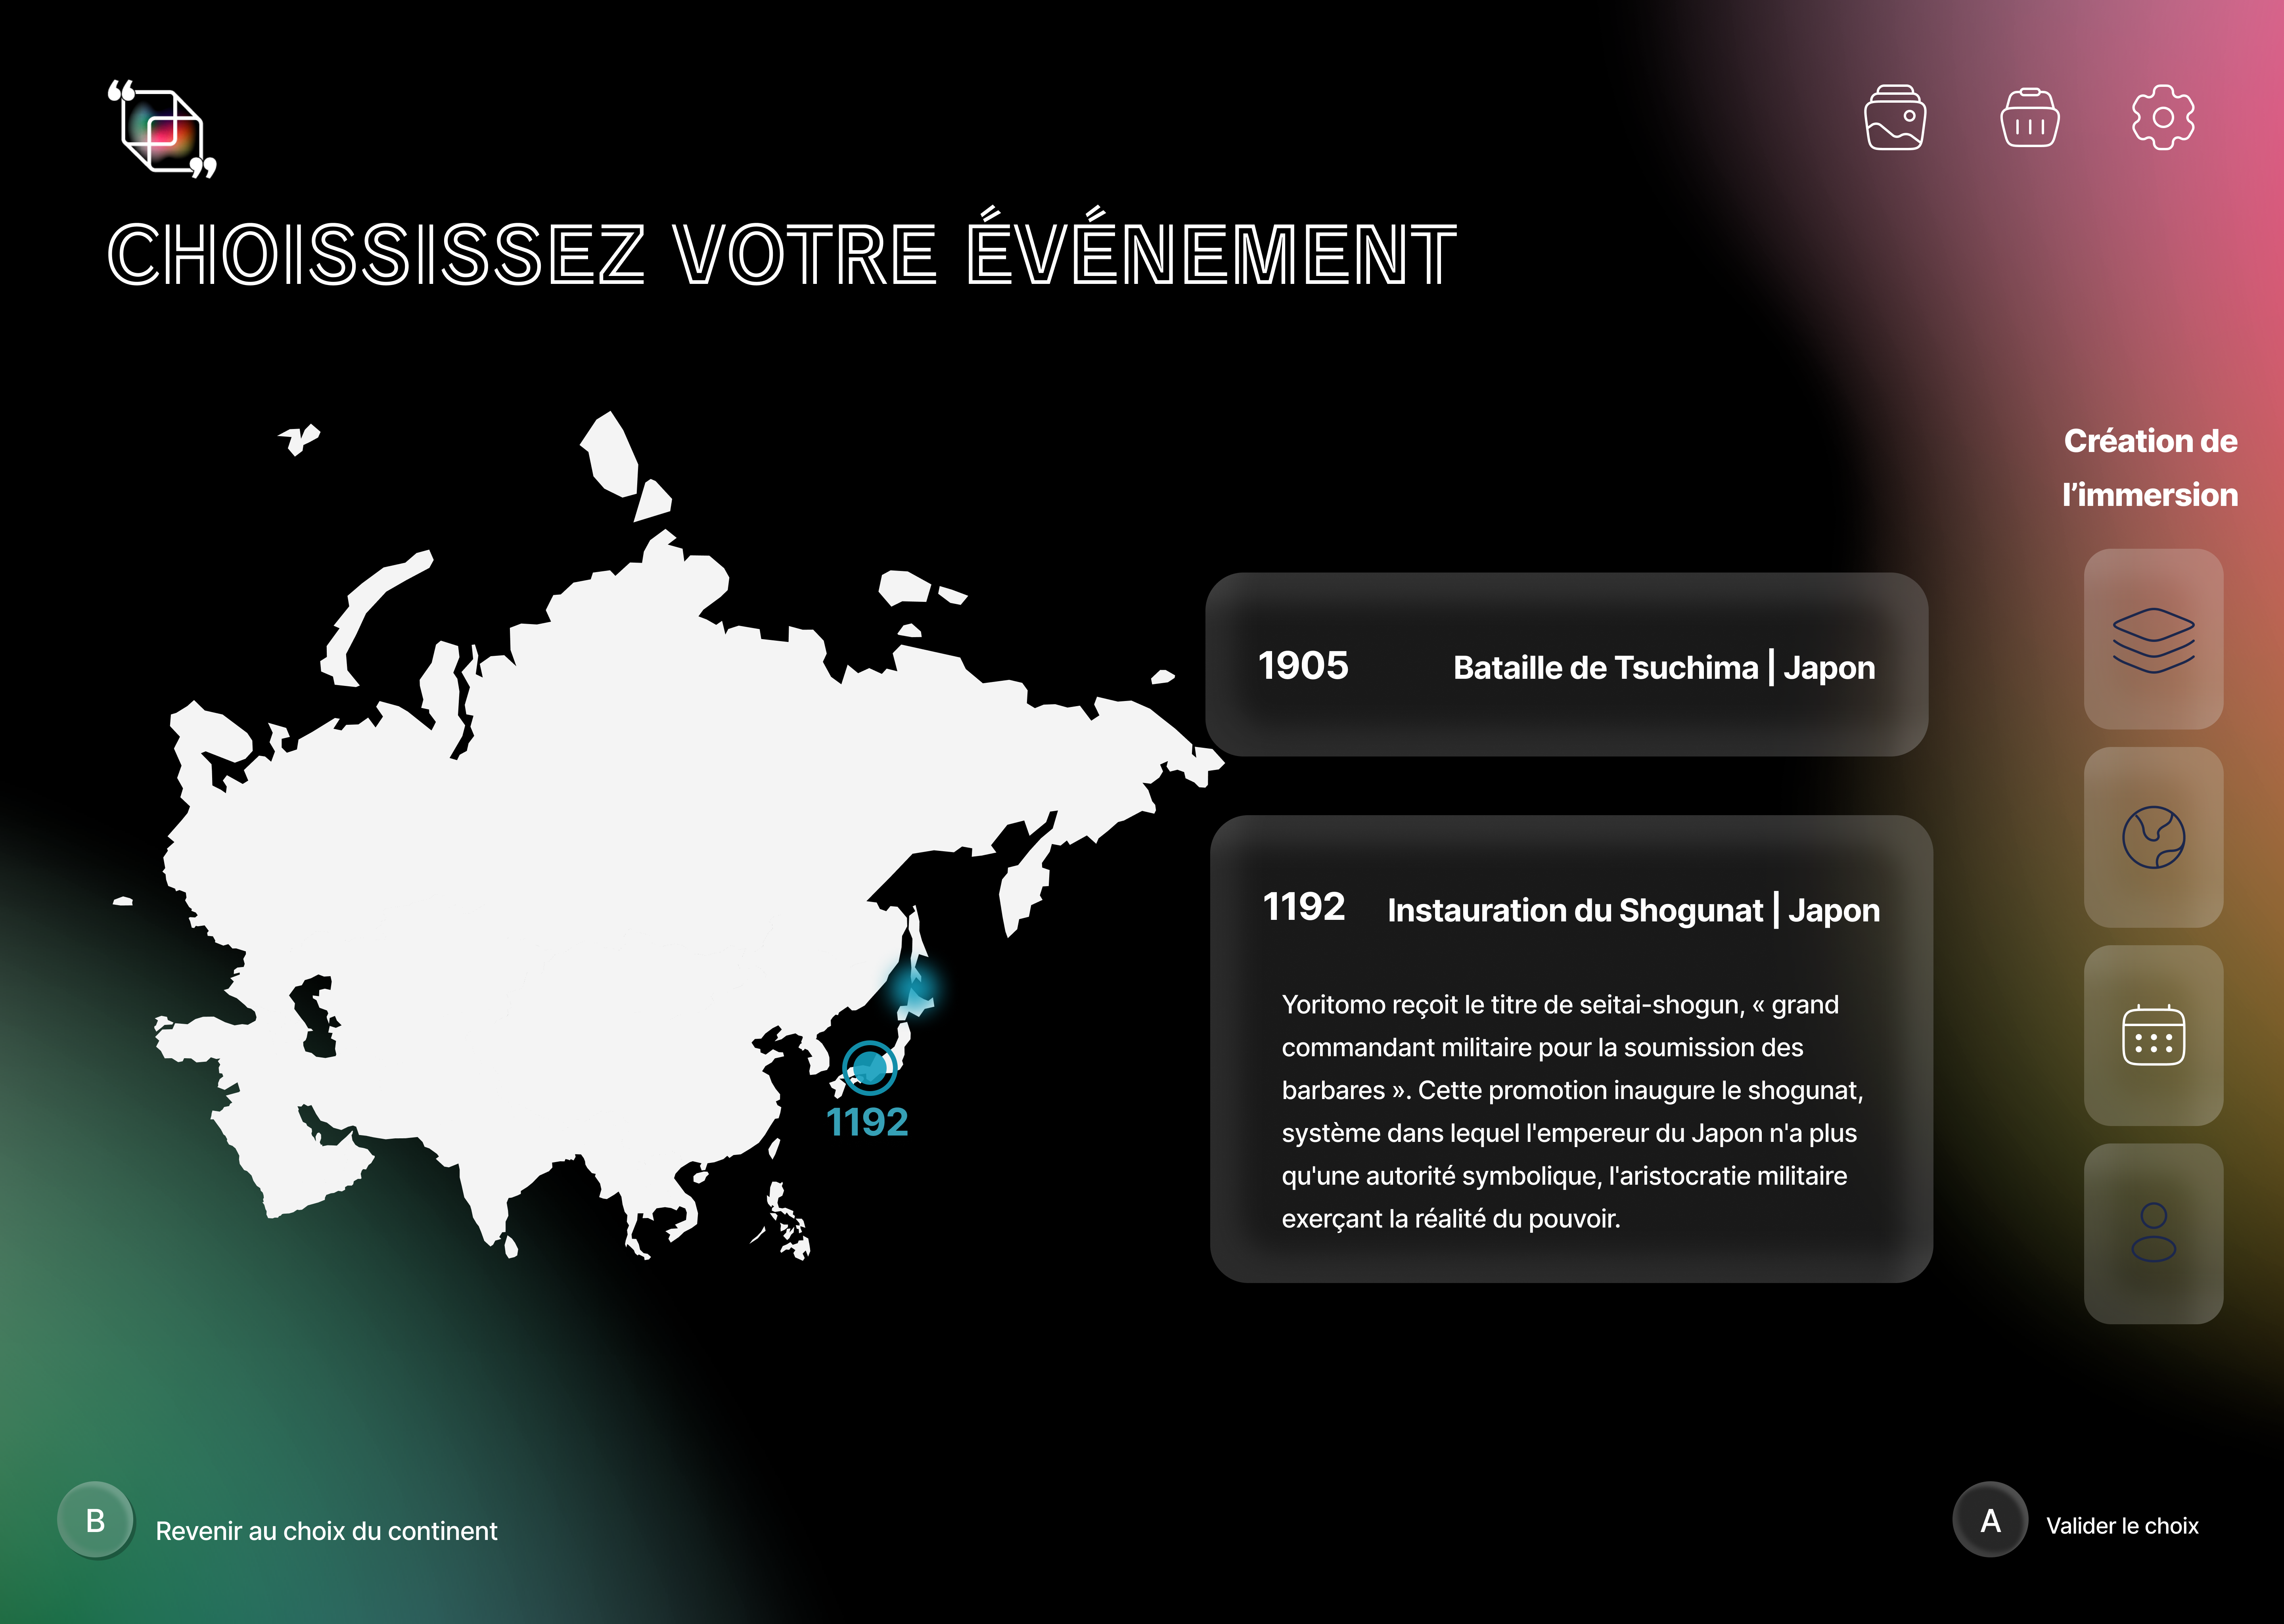 CHOISSISSEZ VOTRE ÉVÉNEMENT
Création de
l'immersion
1905 Bataille de Tsuchima | Japon
1192 Instauration du Shogunat | Japon
Yoritomo reçoit le titre de seitai-shogun, « grand
commandant militaire pour la soumission des
barbares ». Cette promotion inaugure le shogunat,
système dans lequel l'empereur du Japon n'a plus
qu'une autorité symbolique, l'aristocratie militaire
exerçant la réalité du pouvoir.
1192
B Revenir au choix du continent
A Valider le choix